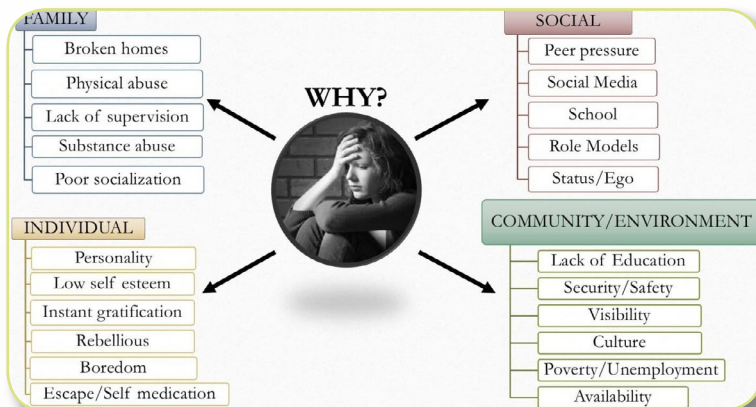 FAMILY
Broken homes
Physical abuse
Lack of supervision
Substance abuse
Poor socialization
WHY?
SOCIAL
Peer pressure
Social Media
School
Role Models
Status/Ego
INDIVIDUAL
Personality
Low self esteem
Instant gratification
Rebellious
Boredom
Escape/Self medication
COMMUNITY/ENVIRONMENT
Lack of Education
Security/Safety
Visibility
Culture
Poverty/Unemployment
Availability